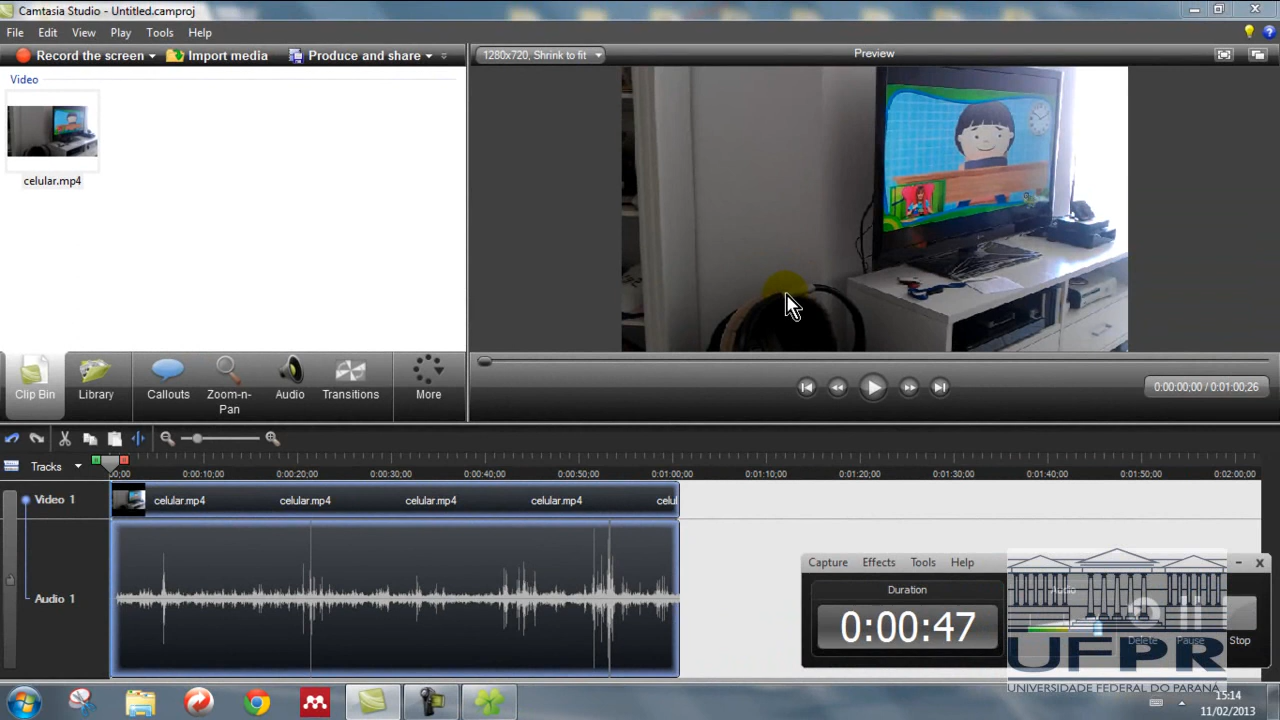 Camtasia Studio - Untitled.camproj
File Edit View Play Tools Help
Record the screen Import media Produce and share
1280x720, Shrink to fit Preview
Video
celular.mp4
0:00:00,00 / 0:01:00,26
Clip Bin Library Callouts Zoom-n-Pan Audio Transitions More
Tracks
00;00 0:00:10;00 0:00:20;00 0:00:30;00 0:00:40;00 0:00:50;00 0:01:00;00 0:01:10;00 0:01:20;00 0:01:30;00 0:01:40;00 0:01:50;00 0:02:00;00
Video 1 celular.mp4 celular.mp4 celular.mp4 celular.mp4 celul
Audio 1
Capture Effects Tools Help
Duration Audio
0:00:47
Delete Pause Stop
UFPR
UNIVERSIDADE FEDERAL DO PARANÁ
15:14
11/02/2013